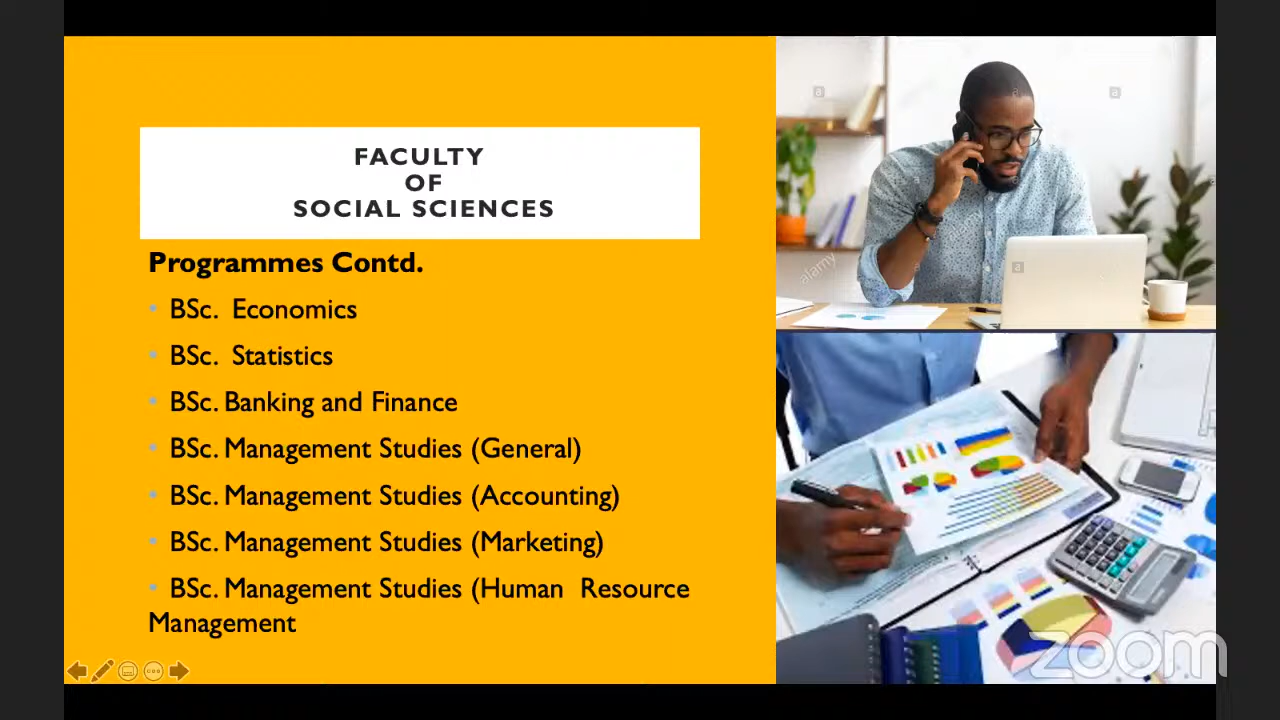 FACULTY
OF
SOCIAL SCIENCES
Programmes Contd.
• BSc. Economics
• BSc. Statistics
• BSc. Banking and Finance
• BSc. Management Studies (General)
• BSc. Management Studies (Accounting)
• BSc. Management Studies (Marketing)
• BSc. Management Studies (Human Resource
Management
a
a
a
alamy
zoom